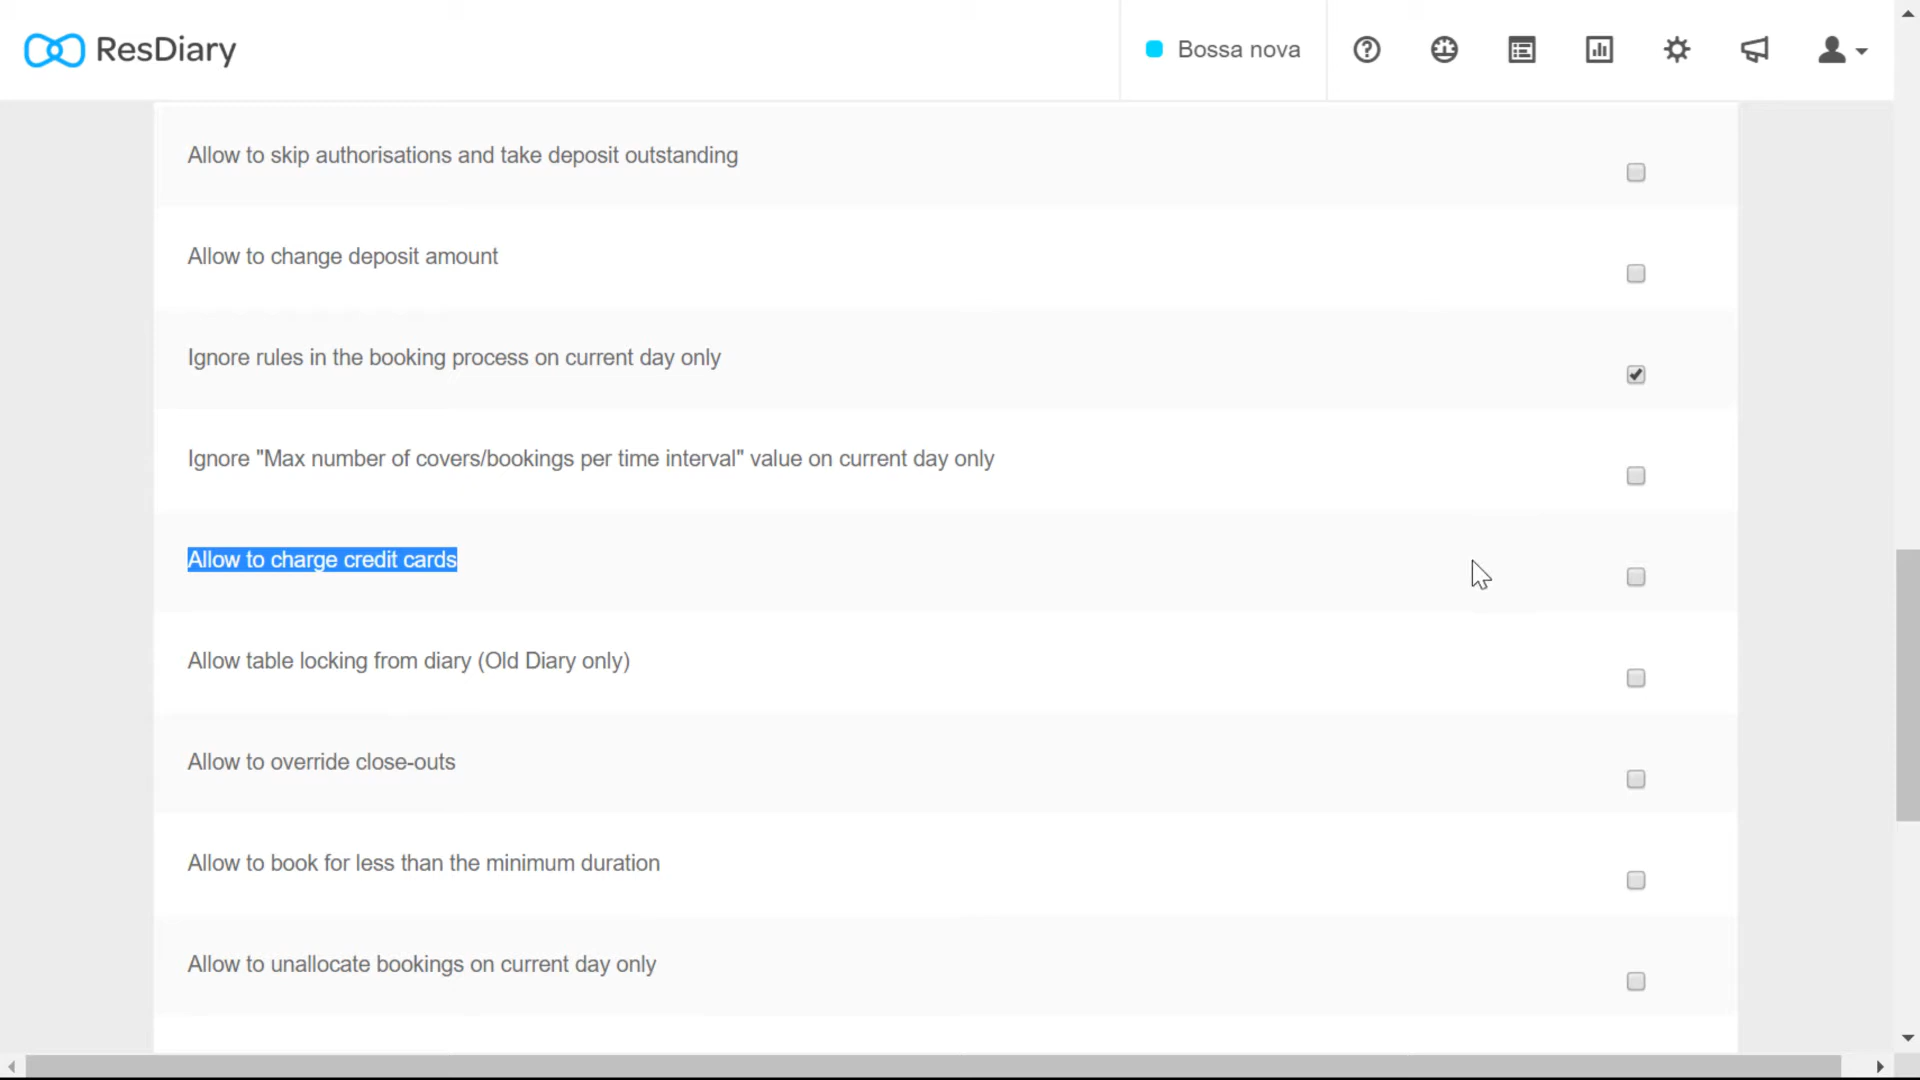 ResDiary
Bossa nova
Allow to skip authorisations and take deposit outstanding
Allow to change deposit amount
Ignore rules in the booking process on current day only
Ignore "Max number of covers/bookings per time interval" value on current day only
Allow to charge credit cards
Allow table locking from diary (Old Diary only)
Allow to override close-outs
Allow to book for less than the minimum duration
Allow to unallocate bookings on current day only